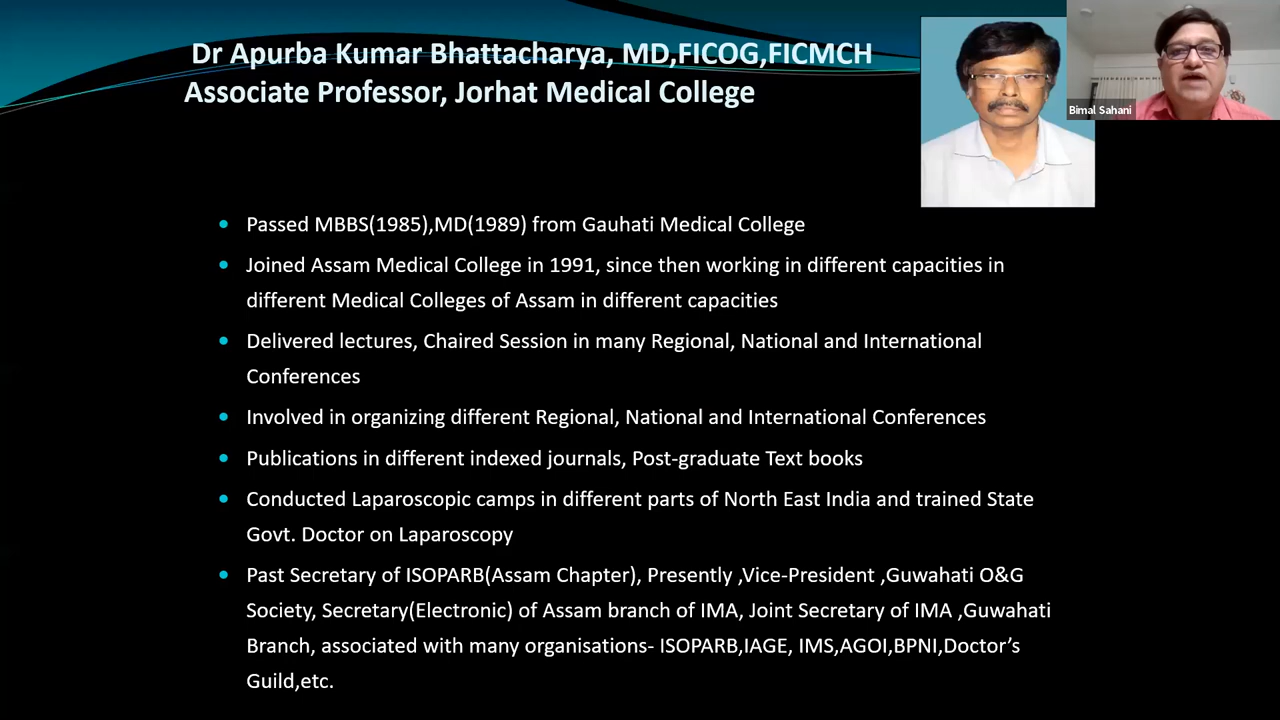 Dr Apurba Kumar Bhattacharya, MD,FICOG,FICMCH
Associate Professor, Jorhat Medical College
Bimal Sahani
Passed MBBS(1985),MD(1989) from Gauhati Medical College
Joined Assam Medical College in 1991, since then working in different capacities in
different Medical Colleges of Assam in different capacities
Delivered lectures, Chaired Session in many Regional, National and International
Conferences
Involved in organizing different Regional, National and International Conferences
Publications in different indexed journals, Post-graduate Text books
Conducted Laparoscopic camps in different parts of North East India and trained State
Govt. Doctor on Laparoscopy
Past Secretary of ISOPARB(Assam Chapter), Presently ,Vice-President ,Guwahati O&G
Society, Secretary(Electronic) of Assam branch of IMA, Joint Secretary of IMA ,Guwahati
Branch, associated with many organisations- ISOPARB,IAGE, IMS,AGOI,BPNI,Doctor’s
Guild,etc.